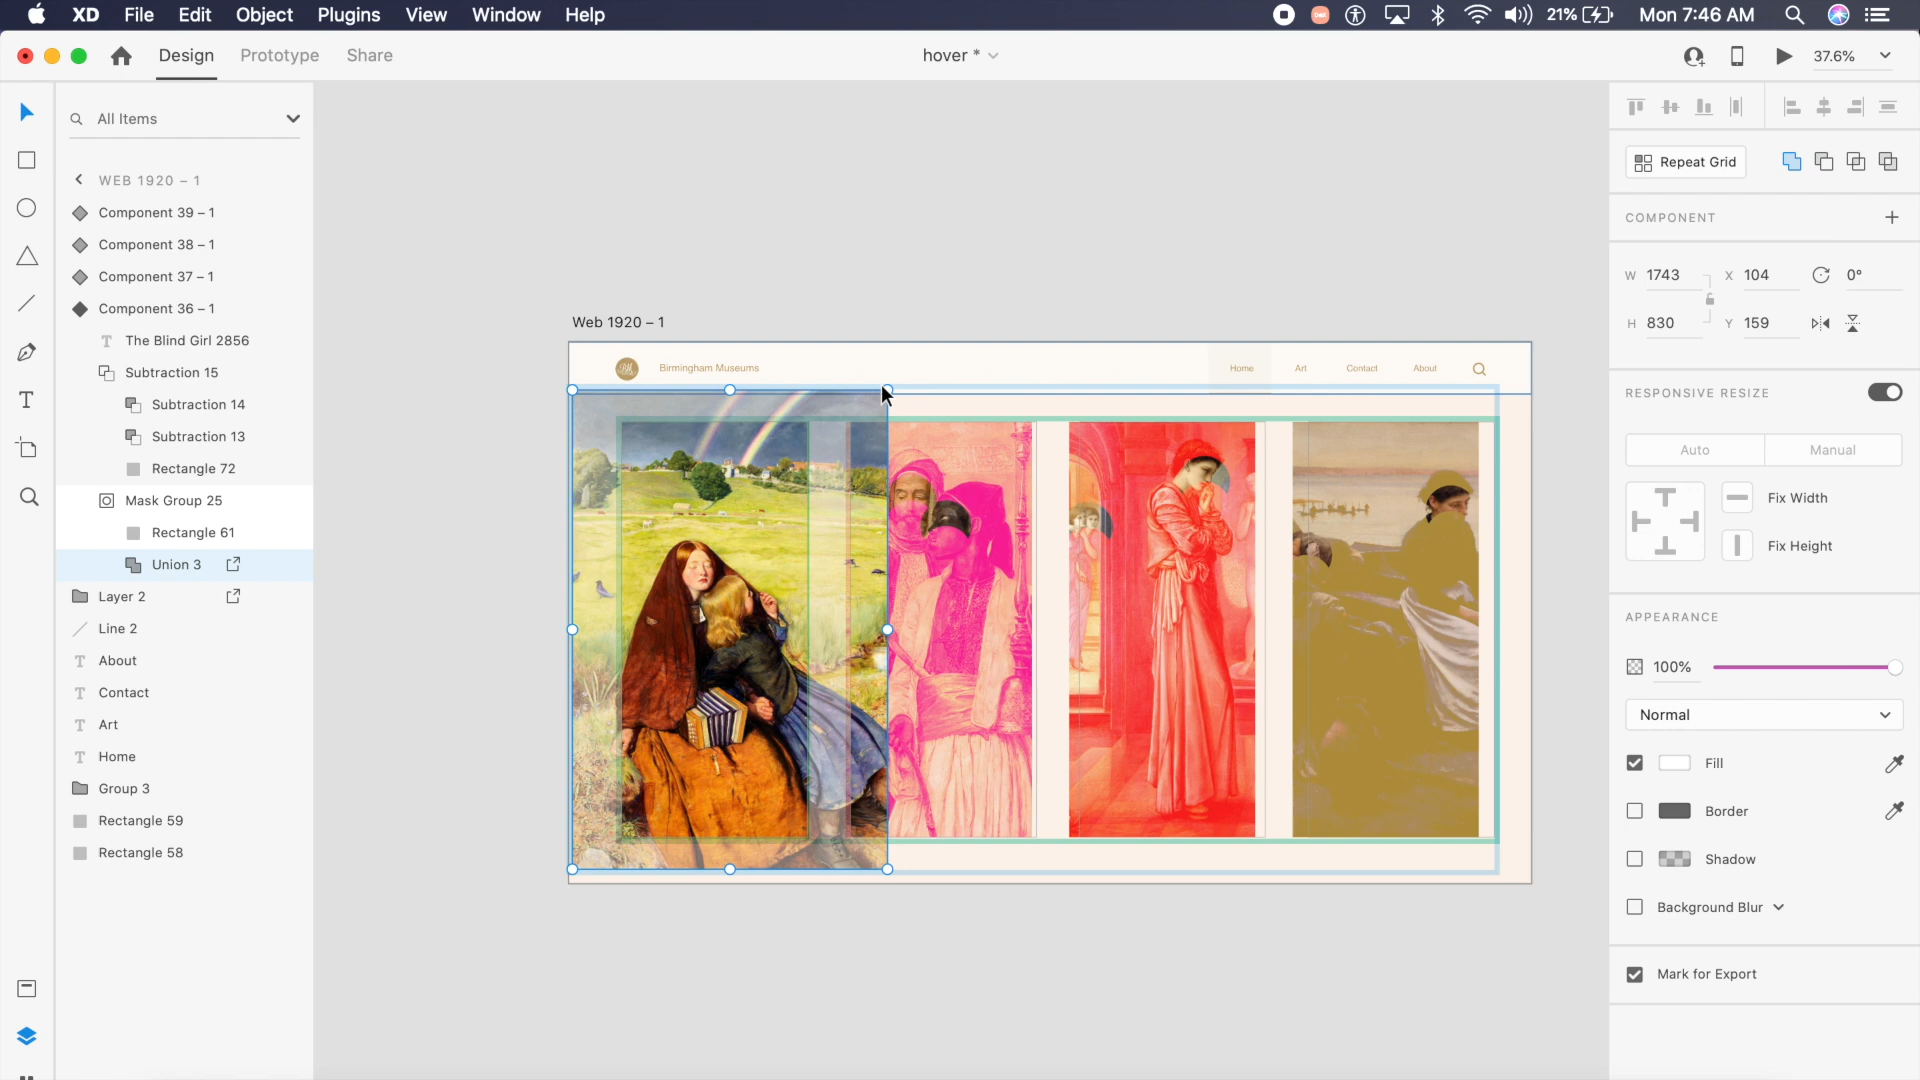 XD File Edit Object Plugins View Window Help
21% Mon 7:46 AM
Design Prototype Share
hover *
37.6%
All Items
WEB 1920 – 1
Component 39 – 1
Component 38 – 1
Component 37 – 1
Component 36 – 1
The Blind Girl 2856
Subtraction 15
Subtraction 14
Subtraction 13
Rectangle 72
Mask Group 25
Rectangle 61
Union 3
Layer 2
Line 2
About
Contact
Art
Home
Group 3
Rectangle 59
Rectangle 58
Web 1920 – 1
Birmingham Museums
Home Art Contact About
Repeat Grid
COMPONENT
W 1743 X 104 0°
H 830 Y 159
RESPONSIVE RESIZE
Auto Manual
Fix Width
Fix Height
APPEARANCE
100%
Normal
Fill
Border
Shadow
Background Blur
Mark for Export